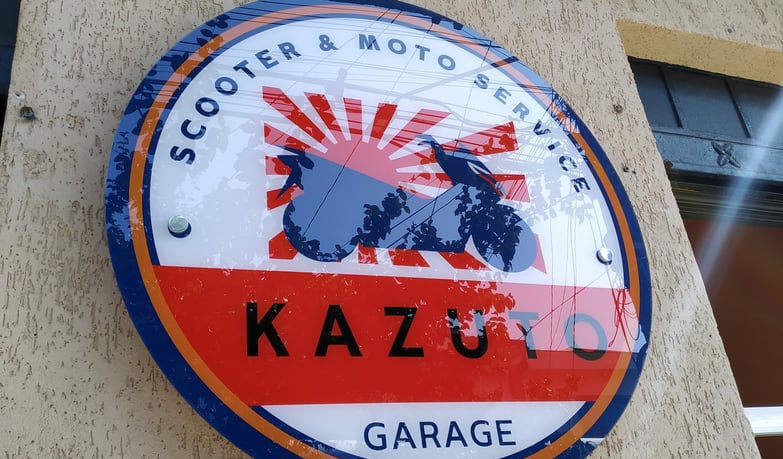 SCOOTER & MOTO SERVICE
KAZUTO
GARAGE